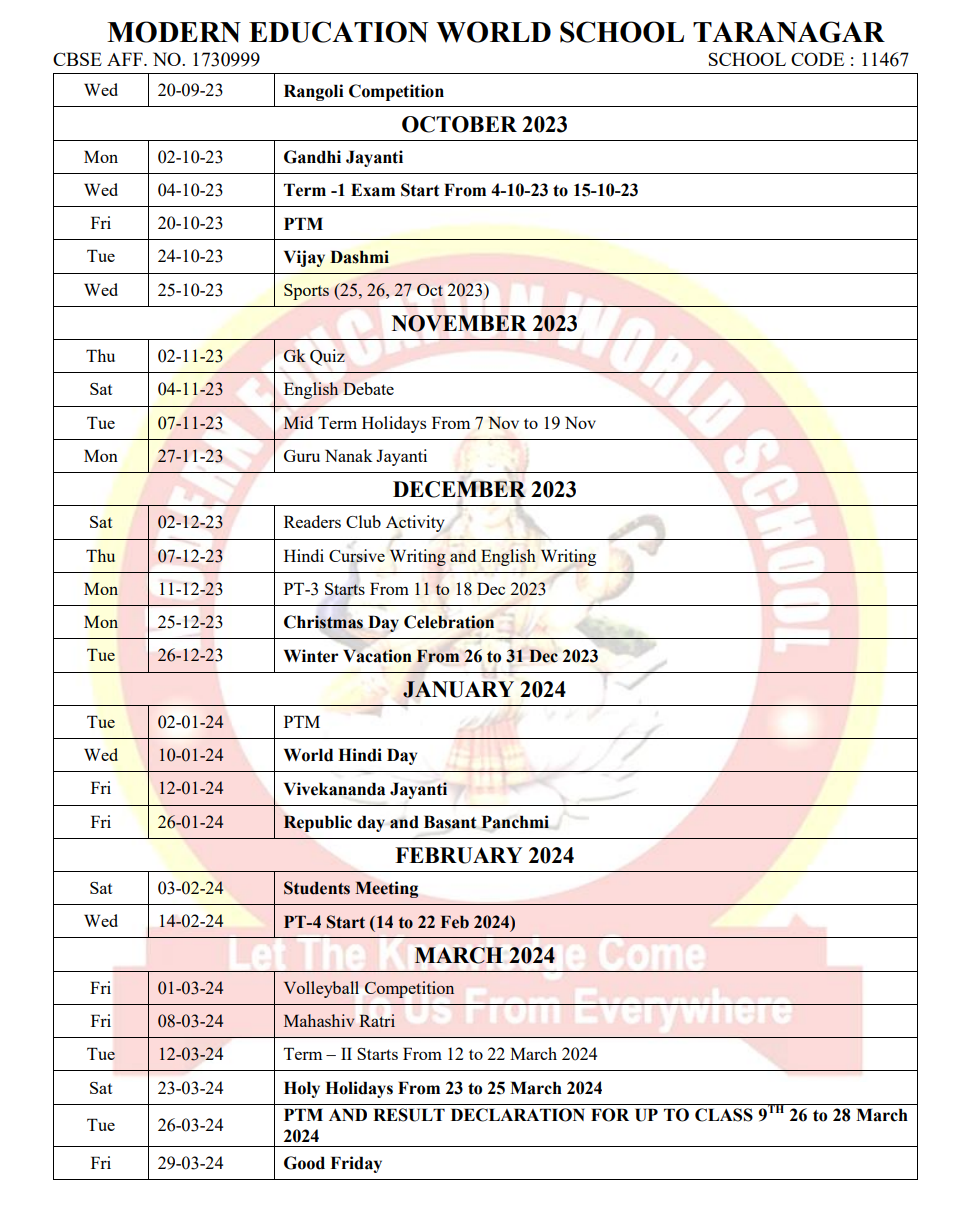 MODERN EDUCATION WORLD SCHOOL TARANAGAR
CBSE AFF. NO. 1730999 SCHOOL CODE : 11467
Wed 20-09-23 Rangoli Competition
OCTOBER 2023
Mon 02-10-23 Gandhi Jayanti
Wed 04-10-23 Term -1 Exam Start From 4-10-23 to 15-10-23
Fri 20-10-23 PTM
Tue 24-10-23 Vijay Dashmi
Wed 25-10-23 Sports (25, 26, 27 Oct 2023)
NOVEMBER 2023
Thu 02-11-23 Gk Quiz
Sat 04-11-23 English Debate
Tue 07-11-23 Mid Term Holidays From 7 Nov to 19 Nov
Mon 27-11-23 Guru Nanak Jayanti
DECEMBER 2023
Sat 02-12-23 Readers Club Activity
Thu 07-12-23 Hindi Cursive Writing and English Writing
Mon 11-12-23 PT-3 Starts From 11 to 18 Dec 2023
Mon 25-12-23 Christmas Day Celebration
Tue 26-12-23 Winter Vacation From 26 to 31 Dec 2023
JANUARY 2024
Tue 02-01-24 PTM
Wed 10-01-24 World Hindi Day
Fri 12-01-24 Vivekananda Jayanti
Fri 26-01-24 Republic day and Basant Panchmi
FEBRUARY 2024
Sat 03-02-24 Students Meeting
Wed 14-02-24 PT-4 Start (14 to 22 Feb 2024)
MARCH 2024
Fri 01-03-24 Volleyball Competition
Fri 08-03-24 Mahashiv Ratri
Tue 12-03-24 Term – II Starts From 12 to 22 March 2024
Sat 23-03-24 Holy Holidays From 23 to 25 March 2024
Tue 26-03-24 PTM AND RESULT DECLARATION FOR UP TO CLASS 9TH 26 to 28 March
2024
Fri 29-03-24 Good Friday
MODERN EDUCATION WORLD SCHOOL
Let The Knowledge Come
To Us From Everywhere